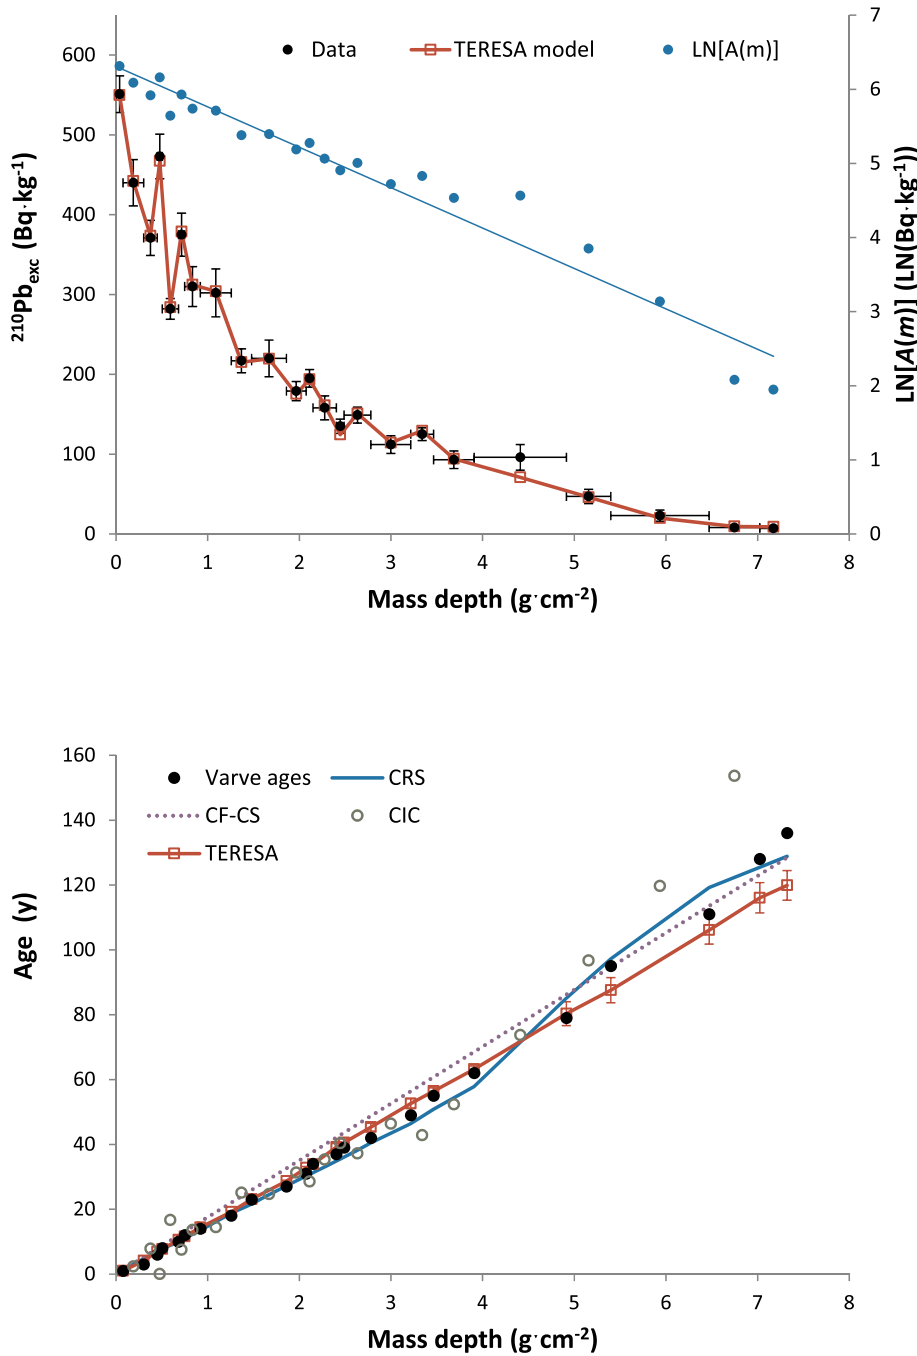 7
600
Data
TERESA model
LN[A(m)]
6
500
5
400
4
300
3
200
2
100
1
0
0
0 1 2 3 4 5 6 7 8
²¹⁰Pb_exc (Bq·kg⁻¹)
LN[A(m)] (LN(Bq·kg⁻¹))
Mass depth (g·cm⁻²)
160
Varve ages
CRS
140
CF-CS
CIC
120
TERESA
100
80
60
40
20
0
0 1 2 3 4 5 6 7 8
Age (y)
Mass depth (g·cm⁻²)